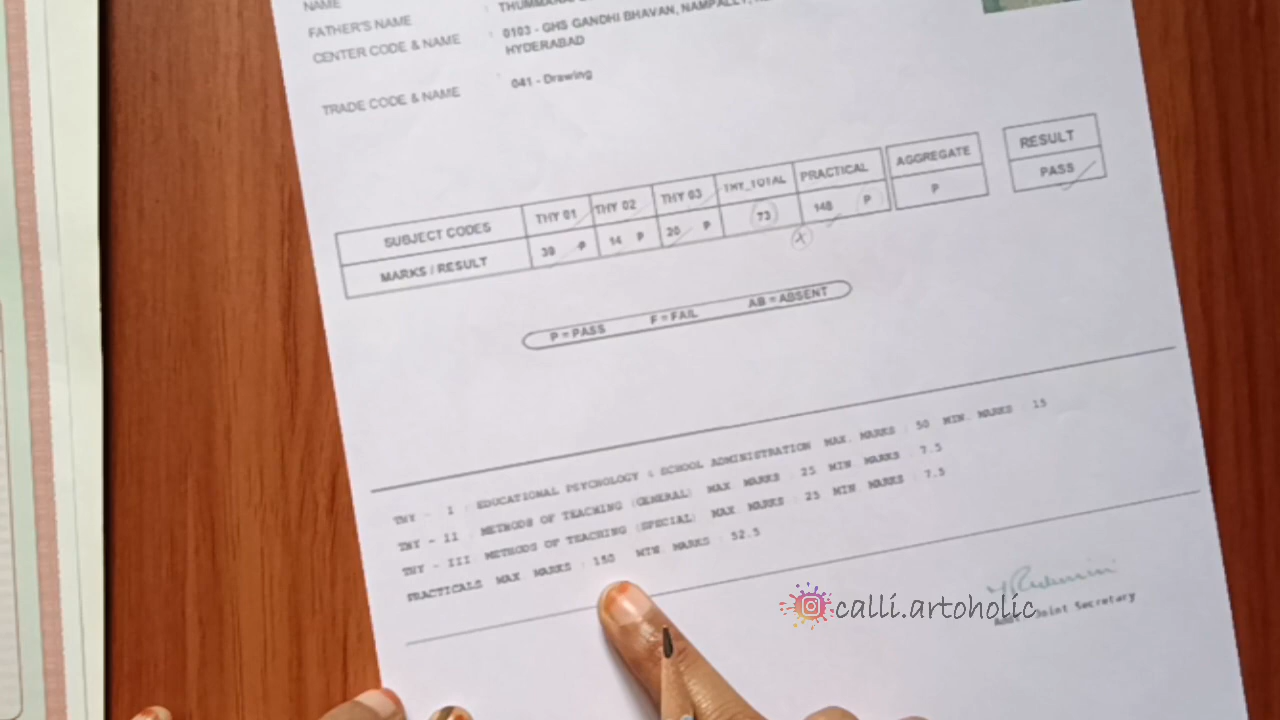 NAME
FATHER'S NAME
CENTER CODE & NAME : 0103 - GHS GANDHI BHAVAN, NAMPALLY,
HYDERABAD
TRADE CODE & NAME : 041 - Drawing
SUBJECT CODES THY 01 THY 02 THY 03 THY_TOTAL PRACTICAL AGGREGATE RESULT
MARKS / RESULT 39 P 14 P 20 P 73 148 P P PASS
P = PASS F = FAIL AB = ABSENT
THY - I : EDUCATIONAL PSYCHOLOGY & SCHOOL ADMINISTRATION MAX. MARKS : 50 MIN. MARKS : 15
THY - II : METHODS OF TEACHING (GENERAL) MAX MARKS : 25 MIN. MARKS : 7.5
THY - III: METHODS OF TEACHING (SPECIAL) MAX MARKS : 25 MIN. MARKS : 7.5
PRACTICALS MAX. MARKS : 150 MIN. MARKS : 52.5
calli.artoholic
Joint Secretary